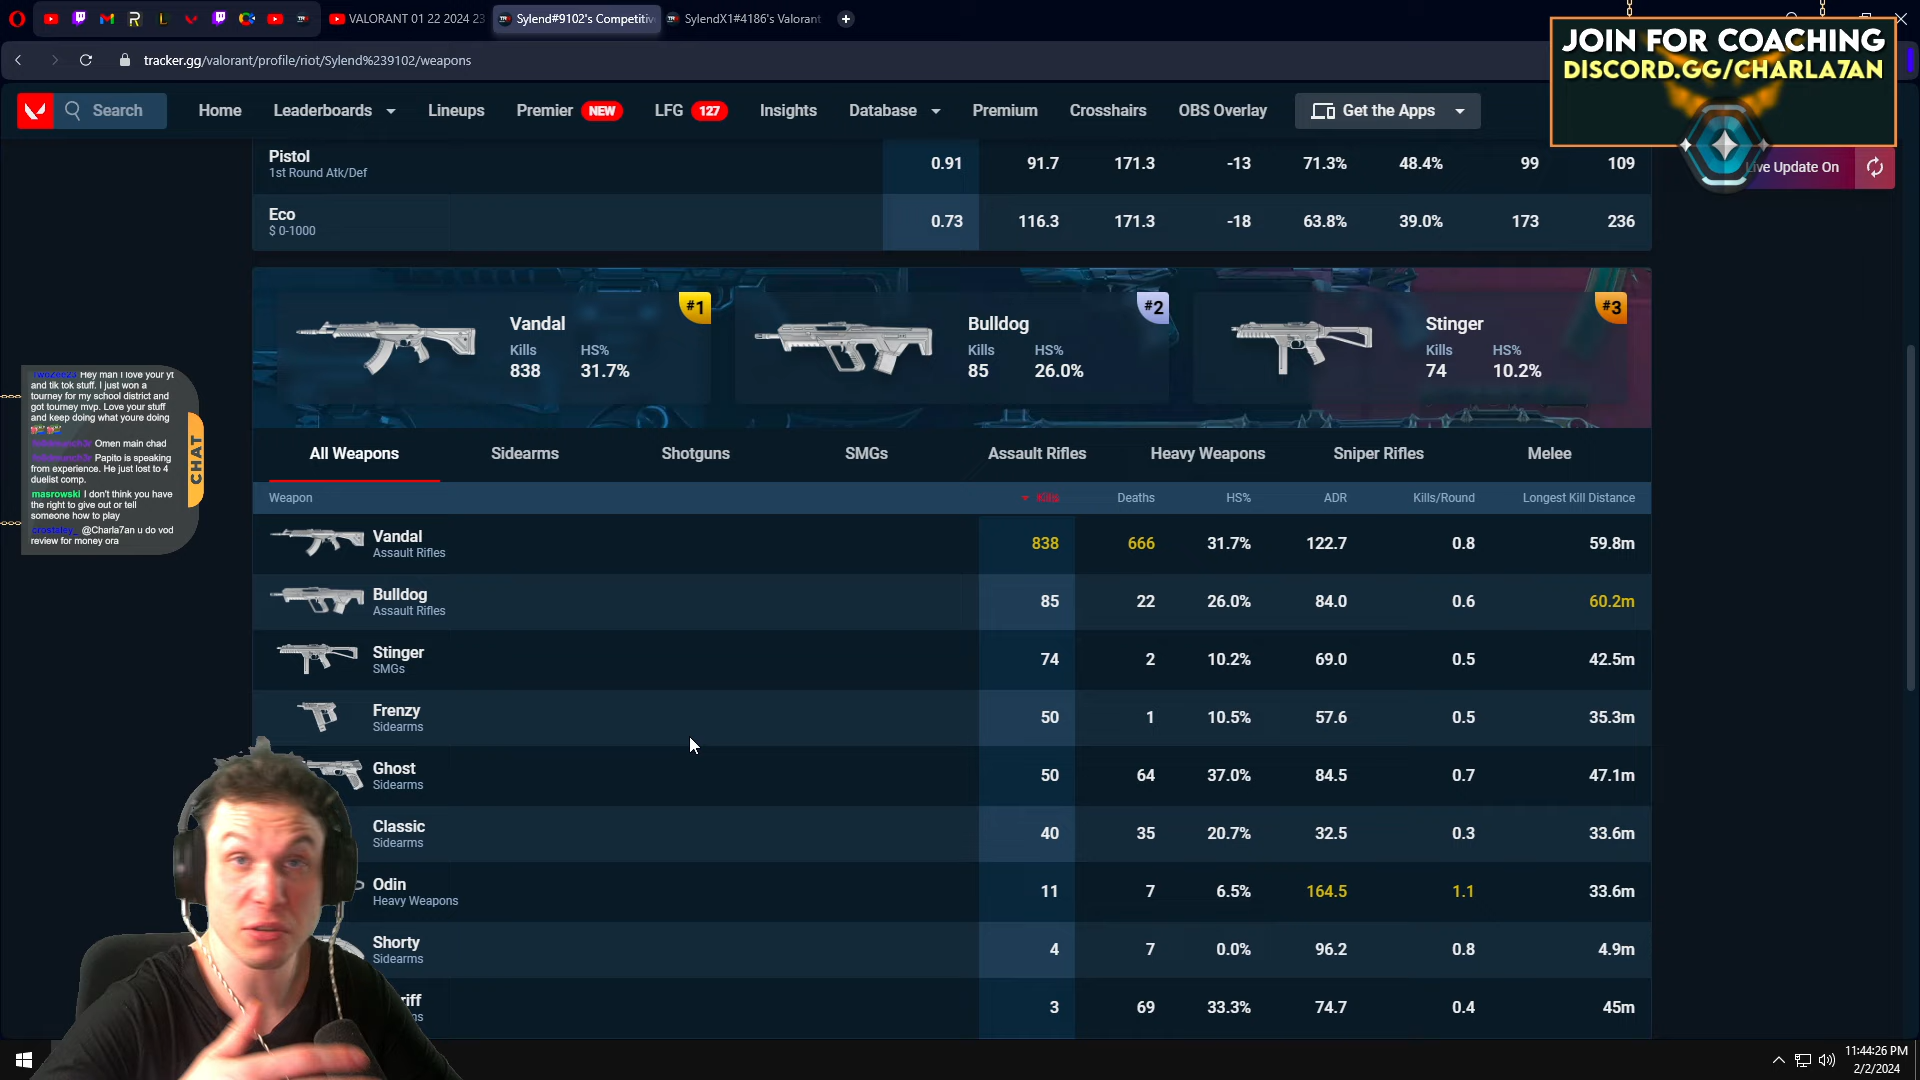 VALORANT 01 22 2024 23
Sylend#9102's Competitiv
SylendX1#4186's Valorant
tracker.gg/valorant/profile/riot/Sylend%239102/weapons
JOIN FOR COACHING
DISCORD.GG/CHARLA7AN
Search
Home
Leaderboards
Lineups
Premier NEW
LFG 127
Insights
Database
Premium
Crosshairs
OBS Overlay
Get the Apps
Live Update On
Pistol 0.91 91.7 171.3 -13 71.3% 48.4% 99 109
1st Round Atk/Def
Eco 0.73 116.3 171.3 -18 63.8% 39.0% 173 236
$ 0-1000
#1
Vandal
Kills HS%
838 31.7%
#2
Bulldog
Kills HS%
85 26.0%
#3
Stinger
Kills HS%
74 10.2%
All Weapons Sidearms Shotguns SMGs Assault Rifles Heavy Weapons Sniper Rifles Melee
Weapon Kills Deaths HS% ADR Kills/Round Longest Kill Distance
Vandal 838 666 31.7% 122.7 0.8 59.8m
Assault Rifles
Bulldog 85 22 26.0% 84.0 0.6 60.2m
Assault Rifles
Stinger 74 2 10.2% 69.0 0.5 42.5m
SMGs
Frenzy 50 1 10.5% 57.6 0.5 35.3m
Sidearms
Ghost 50 64 37.0% 84.5 0.7 47.1m
Sidearms
Classic 40 35 20.7% 32.5 0.3 33.6m
Sidearms
Odin 11 7 6.5% 164.5 1.1 33.6m
Heavy Weapons
Shorty 4 7 0.0% 96.2 0.8 4.9m
Sidearms
riff 3 69 33.3% 74.7 0.4 45m
ms
Hey man I love your yt
and tik tok stuff. I just won a
tourney for my school district and
got tourney mvp. Love your stuff
and keep doing what youre doing
Omen main chad
Papito is speaking
from experience. He just lost to 4
duelist comp.
masrowski I don't think you have
the right to give out or tell
someone how to play
@Charla7an u do vod
review for money ora
CHAT
11:44:26 PM
2/2/2024